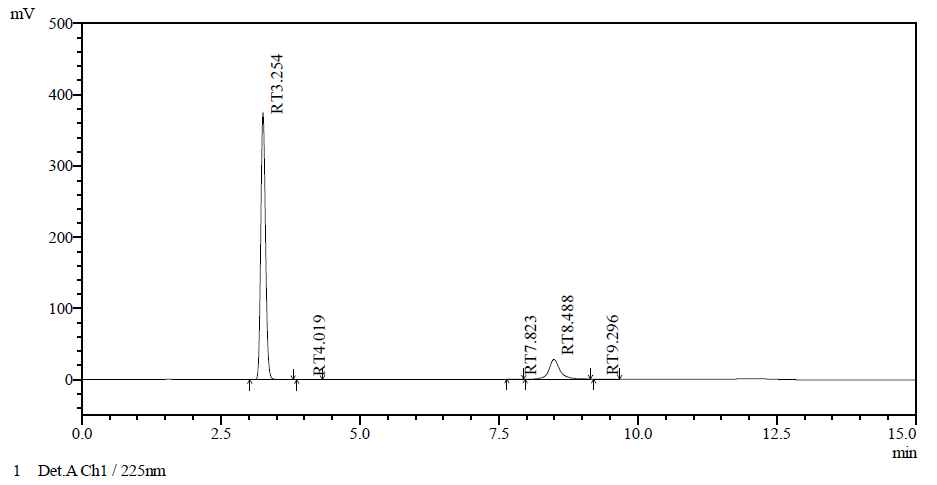 mV
500
RT3.254
400
300
200
RT4.019
RT7.823
RT8.488
RT9.296
100
0
0.0 2.5 5.0 7.5 10.0 12.5 15.0
min
1 Det.A Ch1 / 225nm